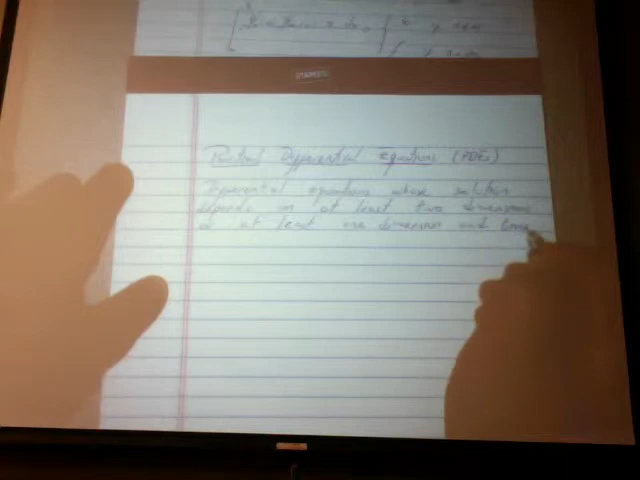 Partial Differential Equations (PDEs)
Differential equations whose solution
depends on at least two dimensions
or at least one dimension and time